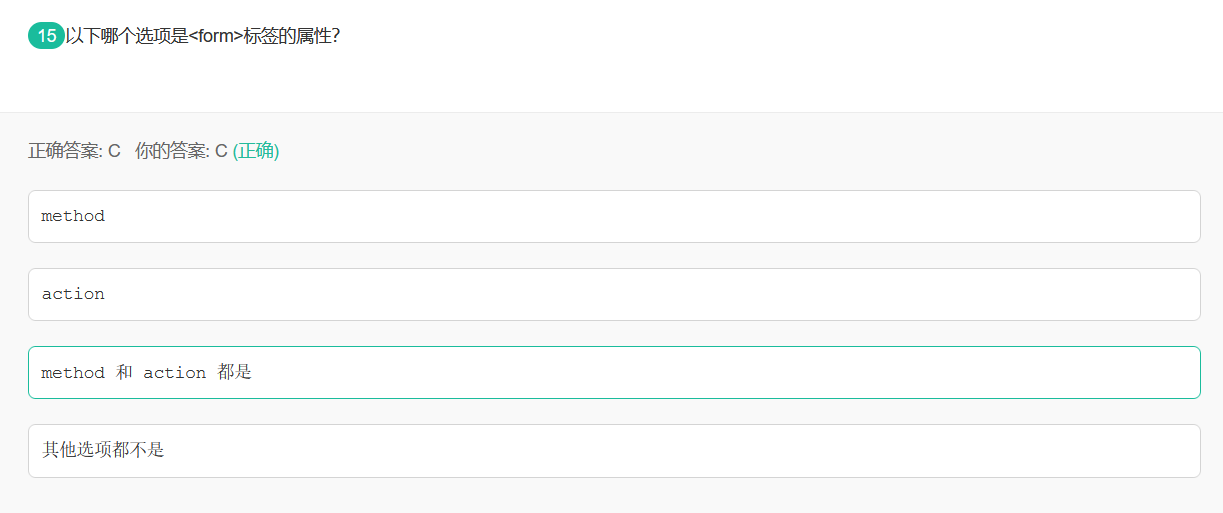 15 以下哪个选项是<form>标签的属性?
正确答案: C 你的答案: C (正确)
method
action
method 和 action 都是
其他选项都不是